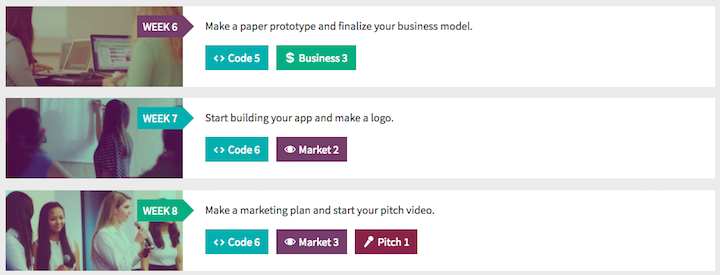 WEEK 6
Make a paper prototype and finalize your business model.
Code 5 Business 3
WEEK 7
Start building your app and make a logo.
Code 6 Market 2
WEEK 8
Make a marketing plan and start your pitch video.
Code 6 Market 3 Pitch 1